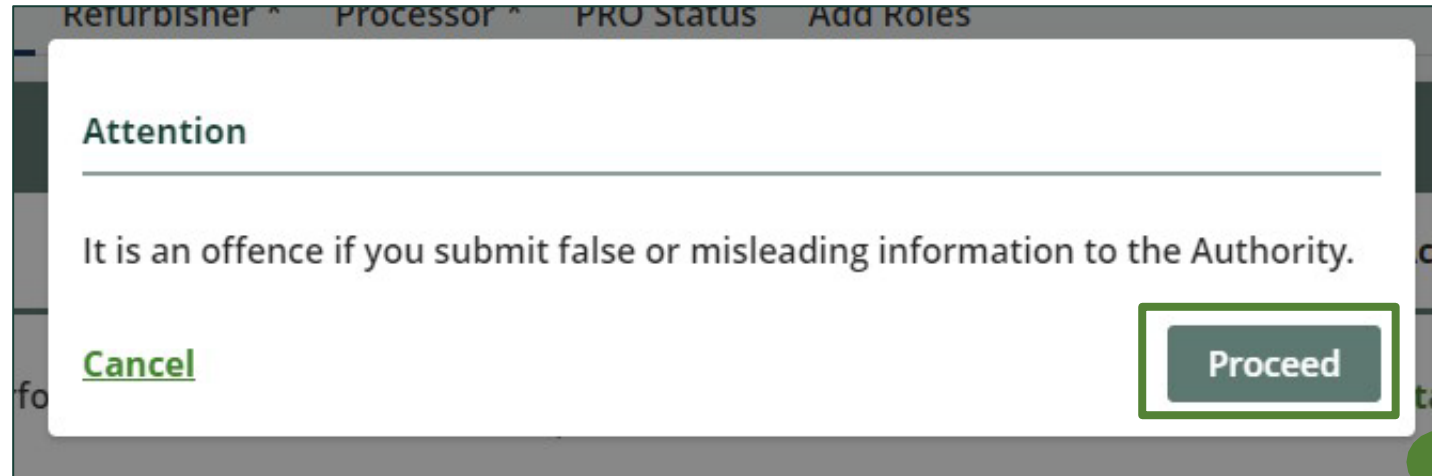 Refurbisher ^ Processor ^ PRO Status Add Roles
Attention
It is an offence if you submit false or misleading information to the Authority.
Cancel
Proceed